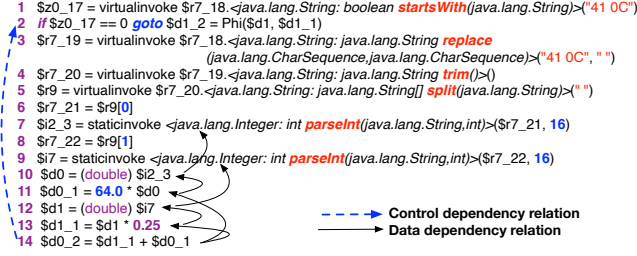 1 $z0_17 = virtualinvoke $r7_18.<java.lang.String: boolean startsWith(java.lang.String)>("41 0C")
2 if $z0_17 == 0 goto $d1_2 = Phi($d1, $d1_1)
3 $r7_19 = virtualinvoke $r7_18.<java.lang.String: java.lang.String replace
(java.lang.CharSequence,java.lang.CharSequence)>("41 0C", " ")
4 $r7_20 = virtualinvoke $r7_19.<java.lang.String: java.lang.String trim()>()
5 $r9 = virtualinvoke $r7_20.<java.lang.String: java.lang.String[] split(java.lang.String)>(" ")
6 $r7_21 = $r9[0]
7 $i2_3 = staticinvoke <java.lang.Integer: int parseInt(java.lang.String,int)>($r7_21, 16)
8 $r7_22 = $r9[1]
9 $i7 = staticinvoke <java.lang.Integer: int parseInt(java.lang.String,int)>($r7_22, 16)
10 $d0 = (double) $i2_3
11 $d0_1 = 64.0 * $d0
12 $d1 = (double) $i7
13 $d1_1 = $d1 * 0.25
14 $d0_2 = $d1_1 + $d0_1
Control dependency relation
Data dependency relation